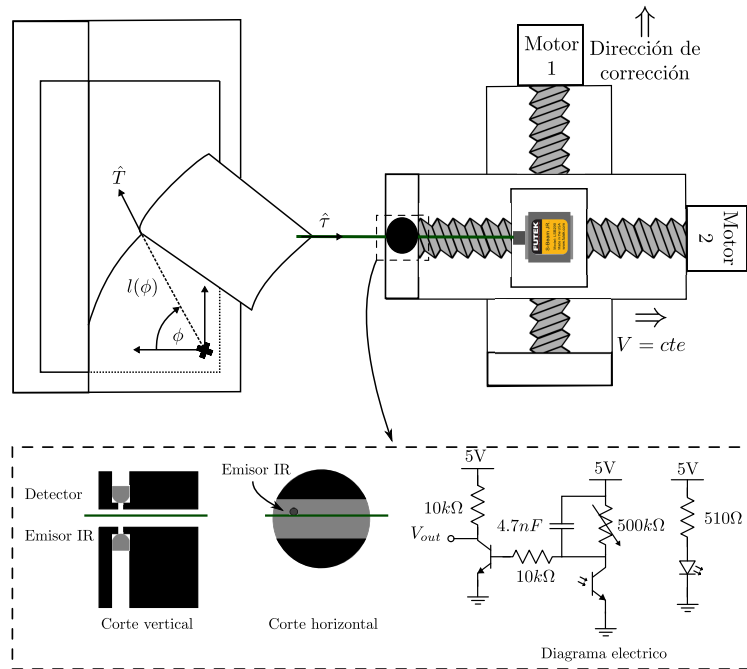 Motor
1
Dirección de
corrección
T̂
τ̂
l(ϕ)
ϕ
FUTEK
Motor
2
V = cte
Detector
Emisor IR
Corte vertical
Emisor IR
Corte horizontal
5V
10kΩ
V_out
4.7nF
10kΩ
5V
500kΩ
5V
510Ω
Diagrama electrico